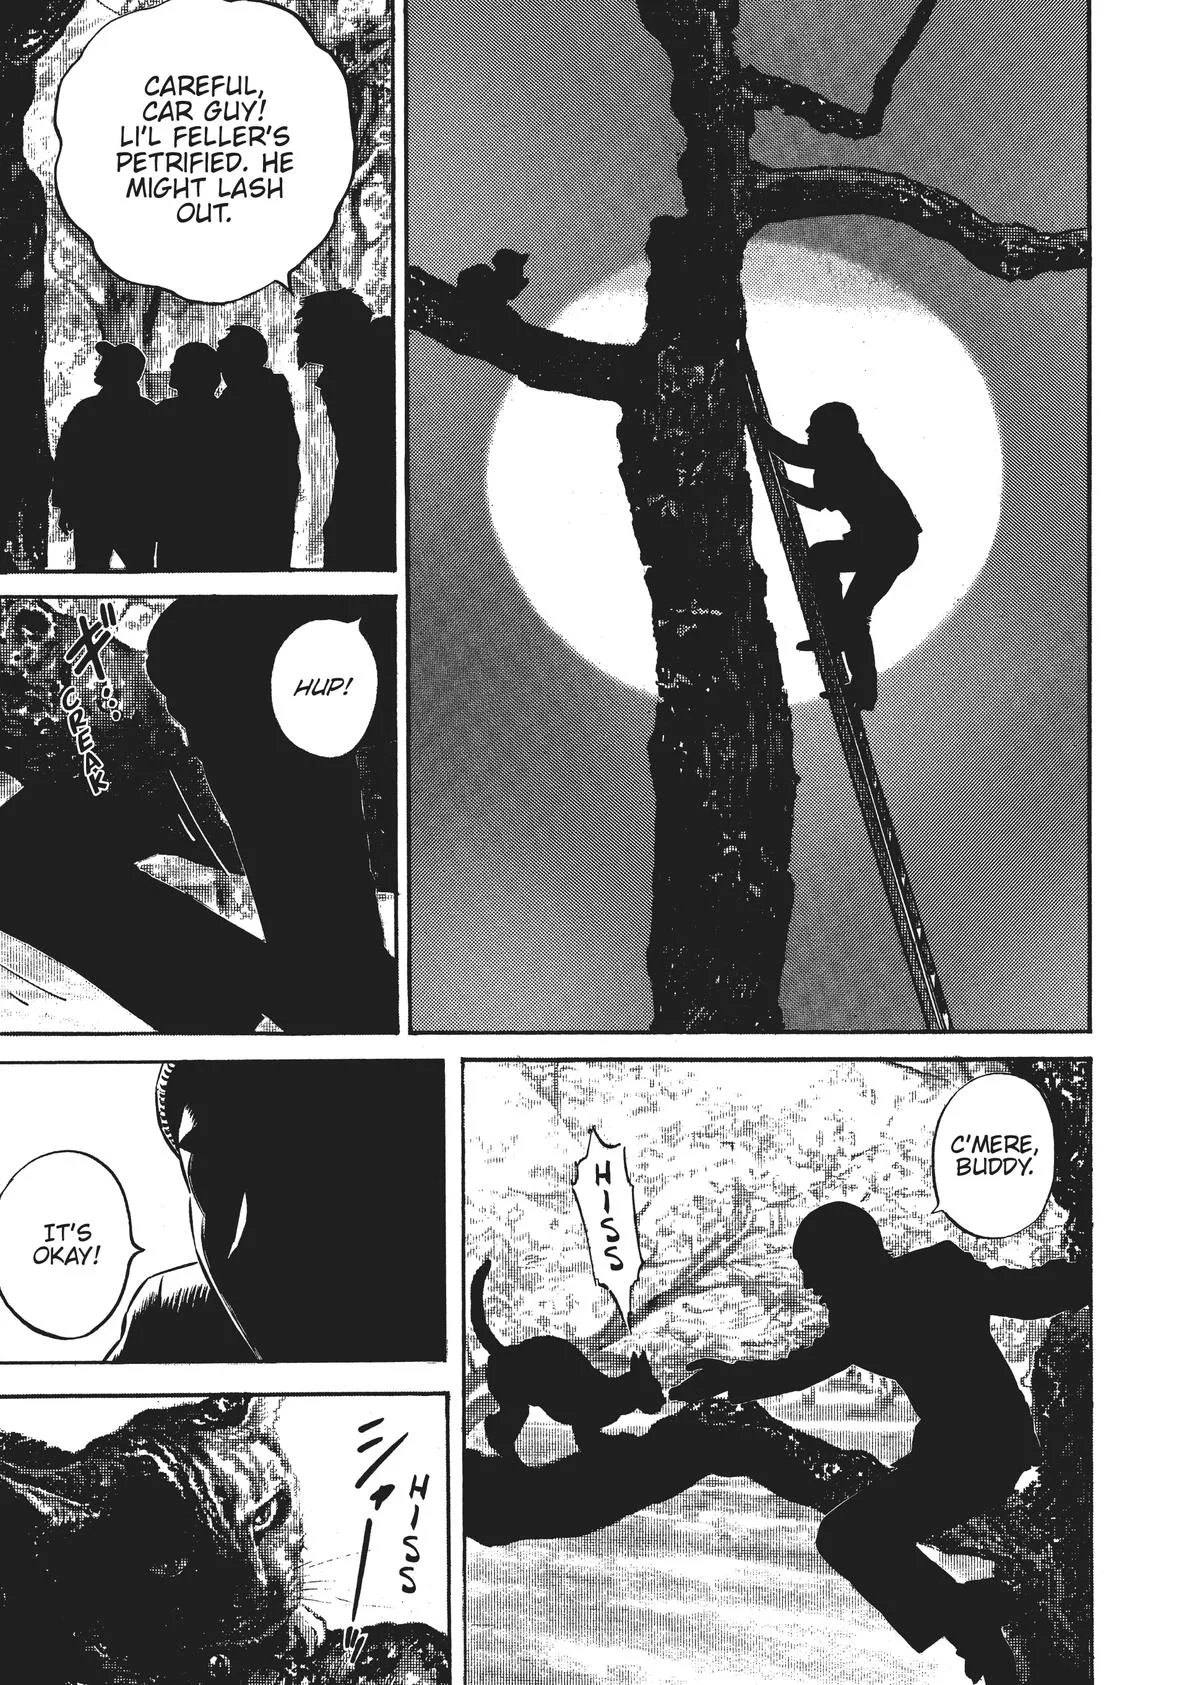 CAREFUL,
CAR GUY!
LI'L FELLER'S
PETRIFIED. HE
MIGHT LASH
OUT.
HUP!
ギ…
CREAK
C'MERE,
BUDDY.
HISS
IT'S
OKAY!
シャーッ
HISS